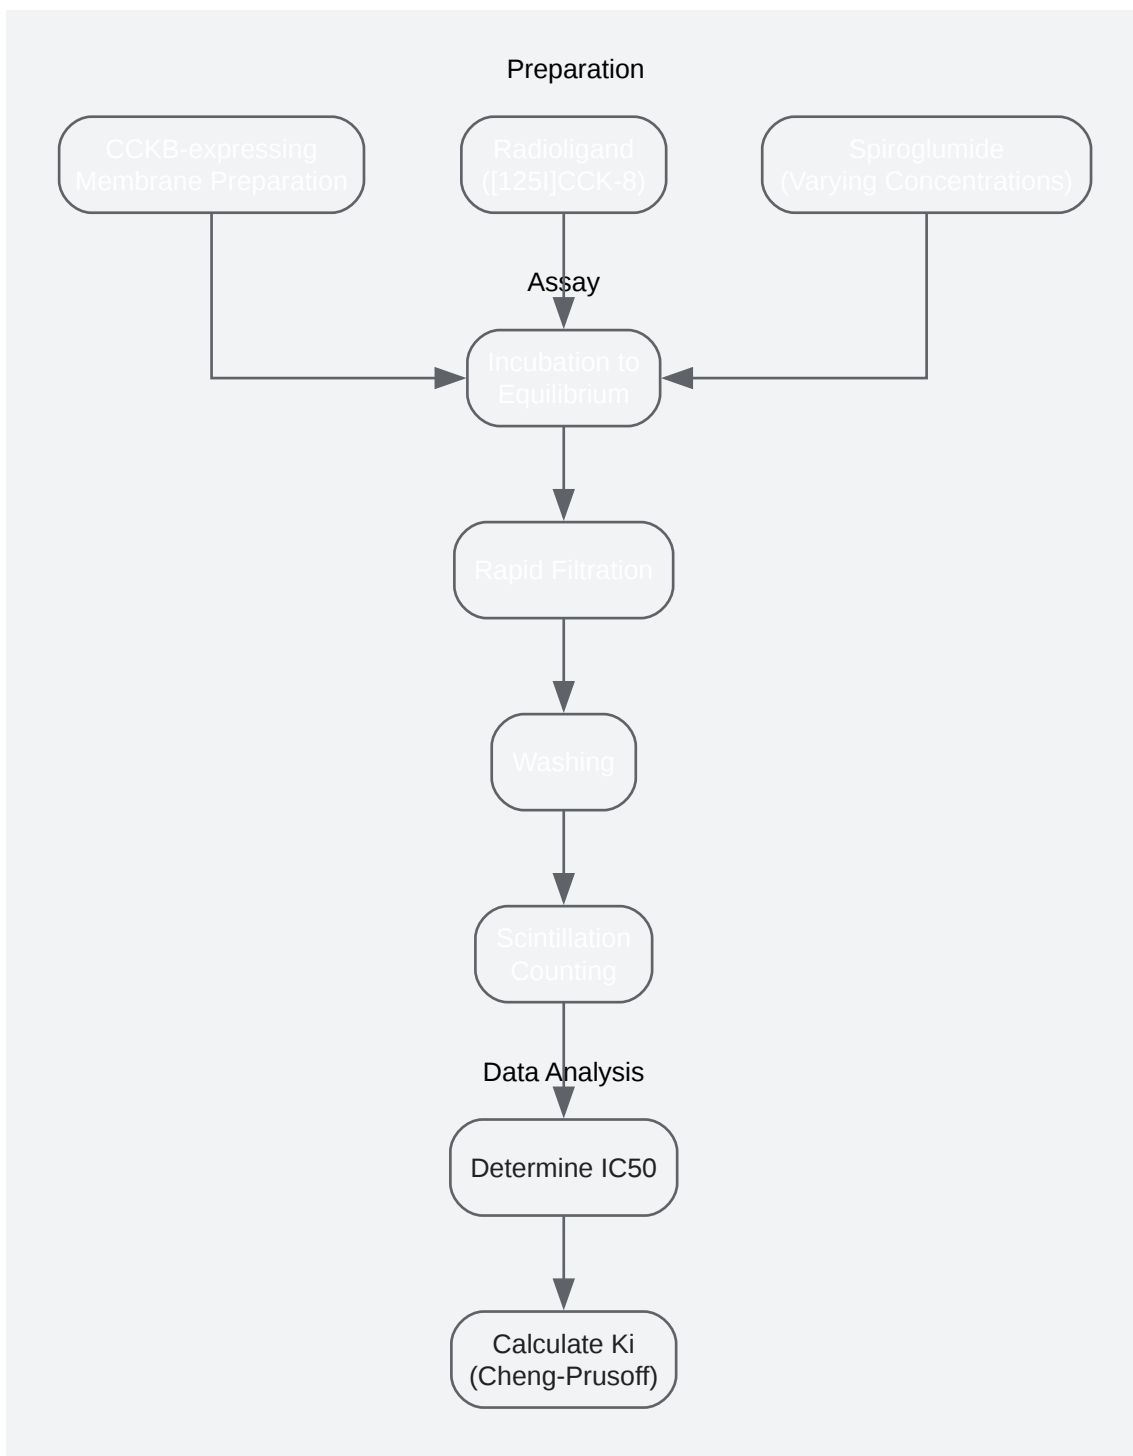 Preparation
CCKB-expressing
Membrane Preparation
Radioligand
([125I]CCK-8)
Spiroglumide
(Varying Concentrations)
Assay
Incubation to
Equilibrium
Rapid Filtration
Washing
Scintillation
Counting
Data Analysis
Determine IC50
Calculate Ki
(Cheng-Prusoff)